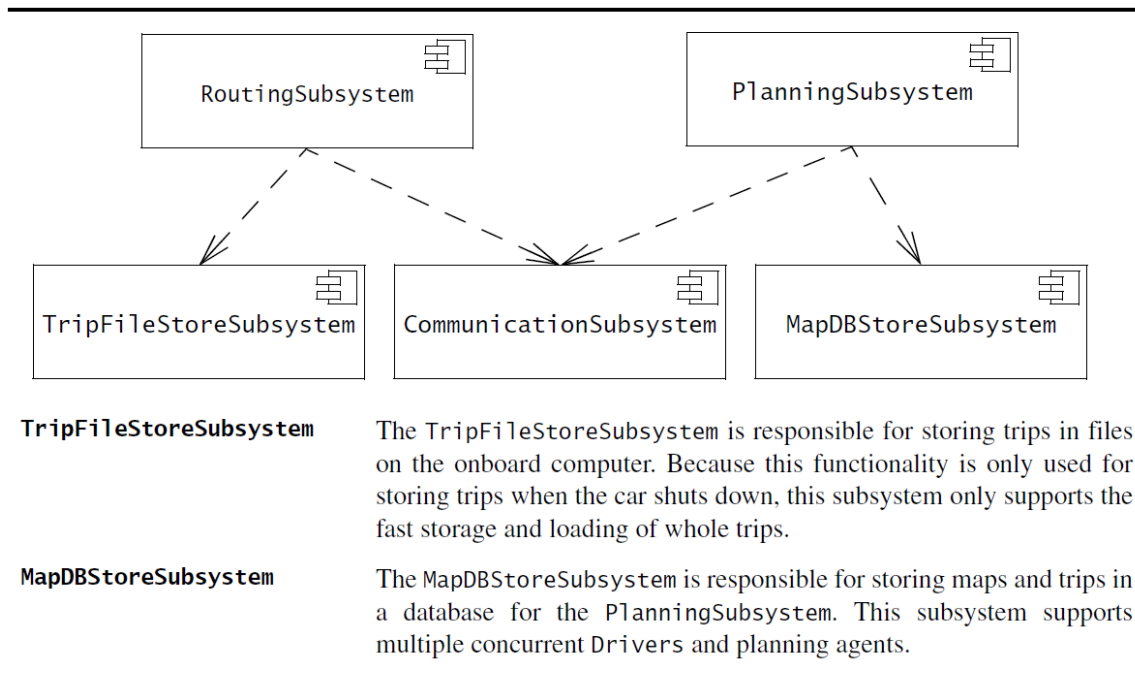 RoutingSubsystem
PlanningSubsystem
TripFileStoreSubsystem
CommunicationSubsystem
MapDBStoreSubsystem
TripFileStoreSubsystem The TripFileStoreSubsystem is responsible for storing trips in files
on the onboard computer. Because this functionality is only used for
storing trips when the car shuts down, this subsystem only supports the
fast storage and loading of whole trips.
MapDBStoreSubsystem The MapDBStoreSubsystem is responsible for storing maps and trips in
a database for the PlanningSubsystem. This subsystem supports
multiple concurrent Drivers and planning agents.